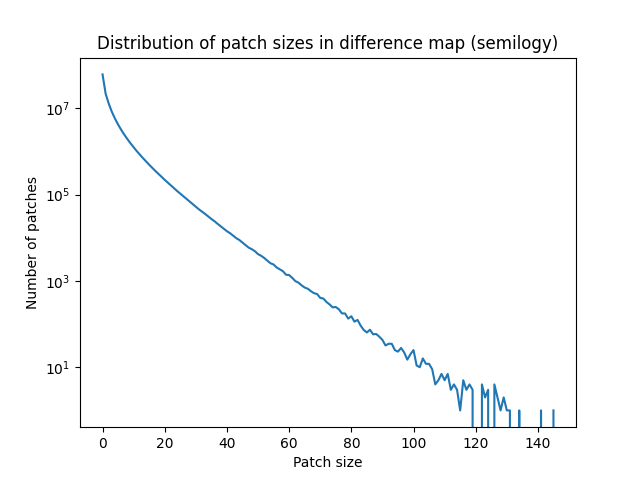 Distribution of patch sizes in difference map (semilogy)
Number of patches
10^7
10^5
10^3
10^1
0 20 40 60 80 100 120 140
Patch size